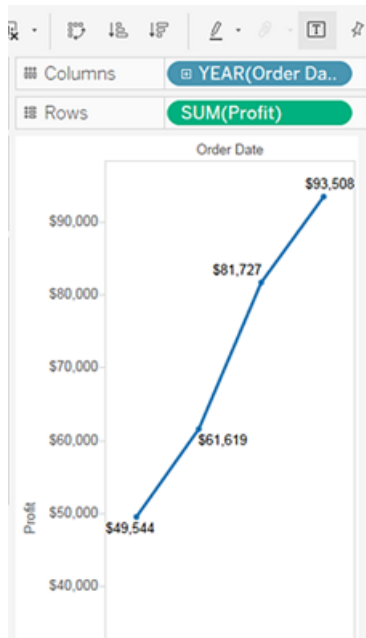 T
Columns
YEAR(Order Da..
Rows
SUM(Profit)
Order Date
$93,508
$90,000
$81,727
$80,000
$70,000
$60,000
$61,619
Profit
$50,000
$49,544
$40,000